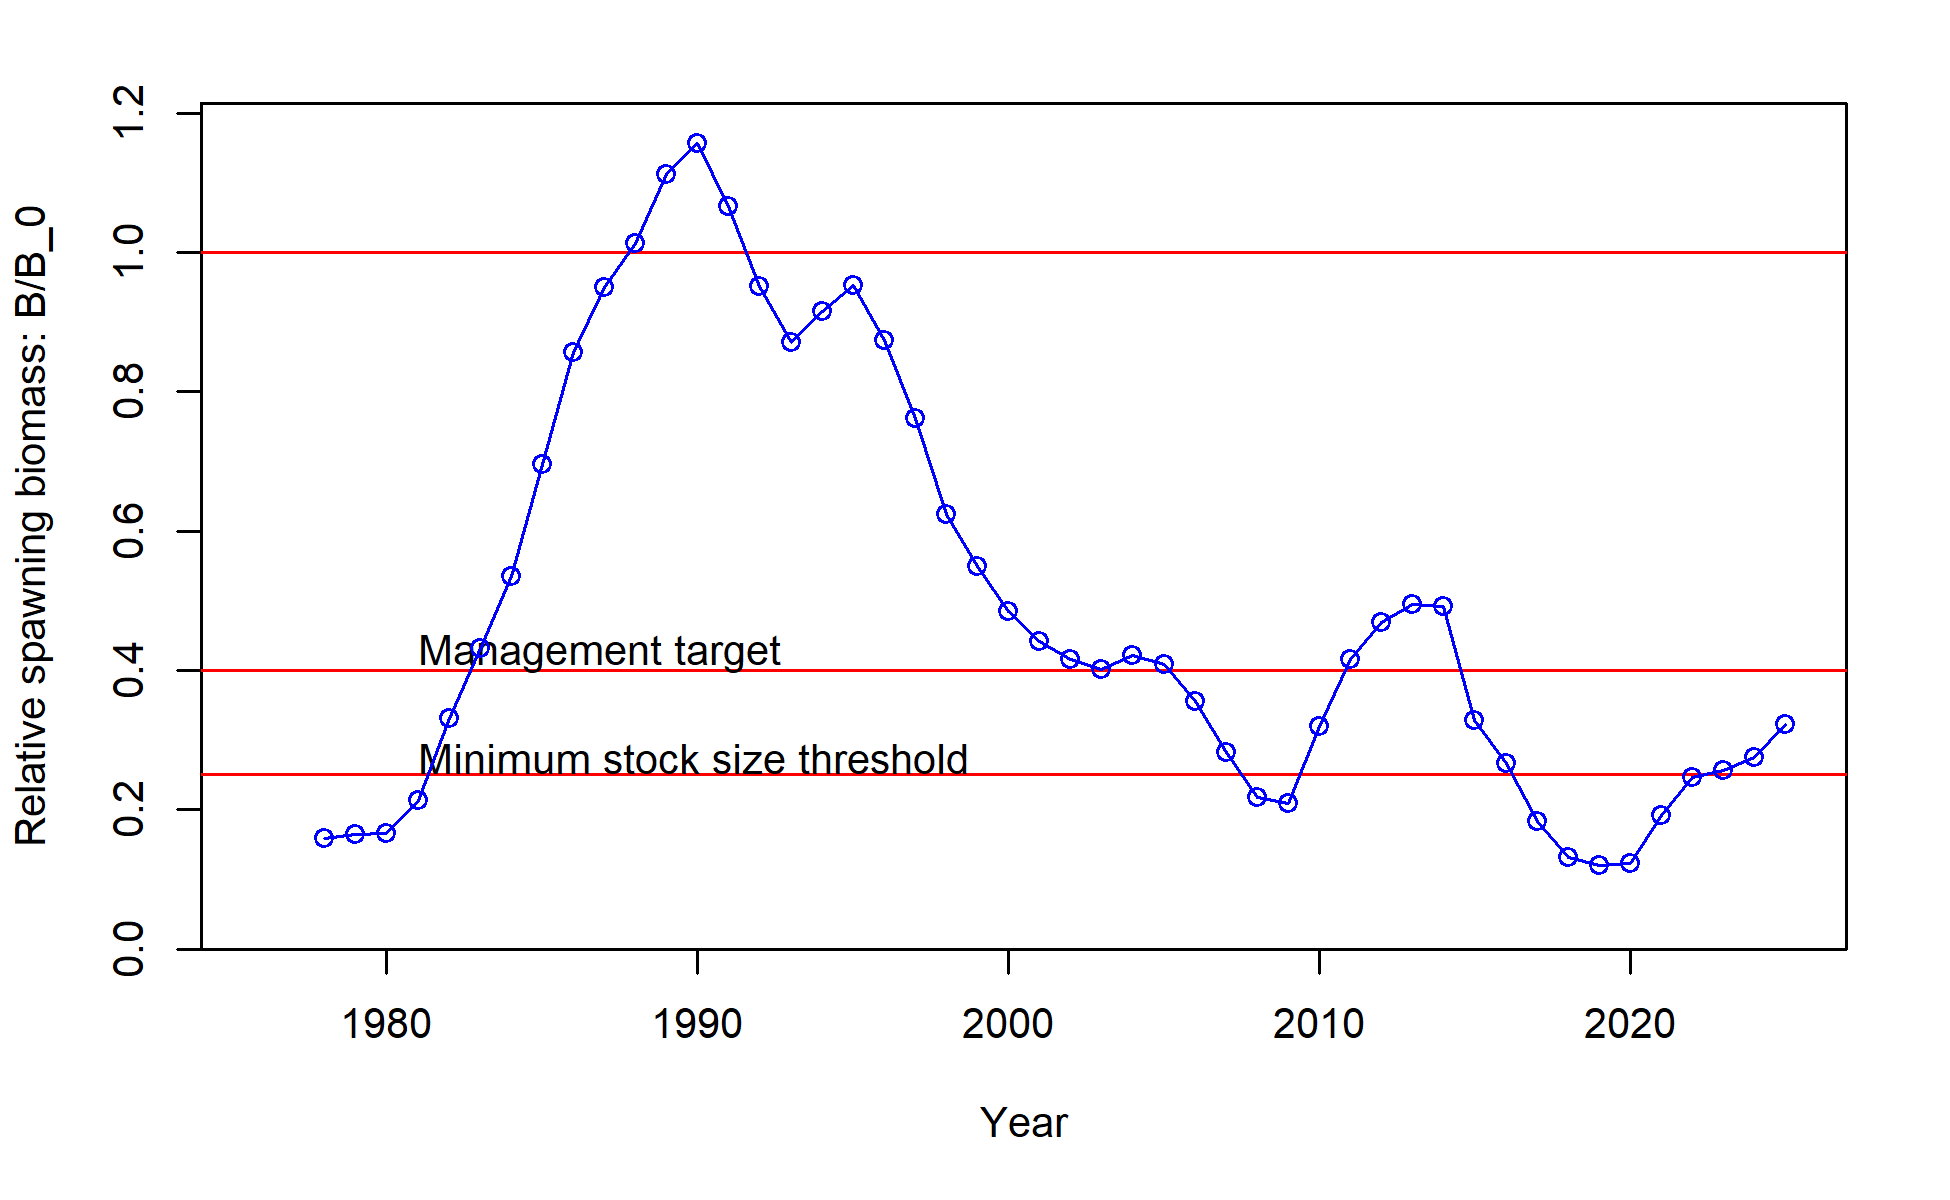 Relative spawning biomass: B/B_0
1.2
1.0
0.8
0.6
0.4
0.2
0.0
Management target
Minimum stock size threshold
1980 1990 2000 2010 2020
Year